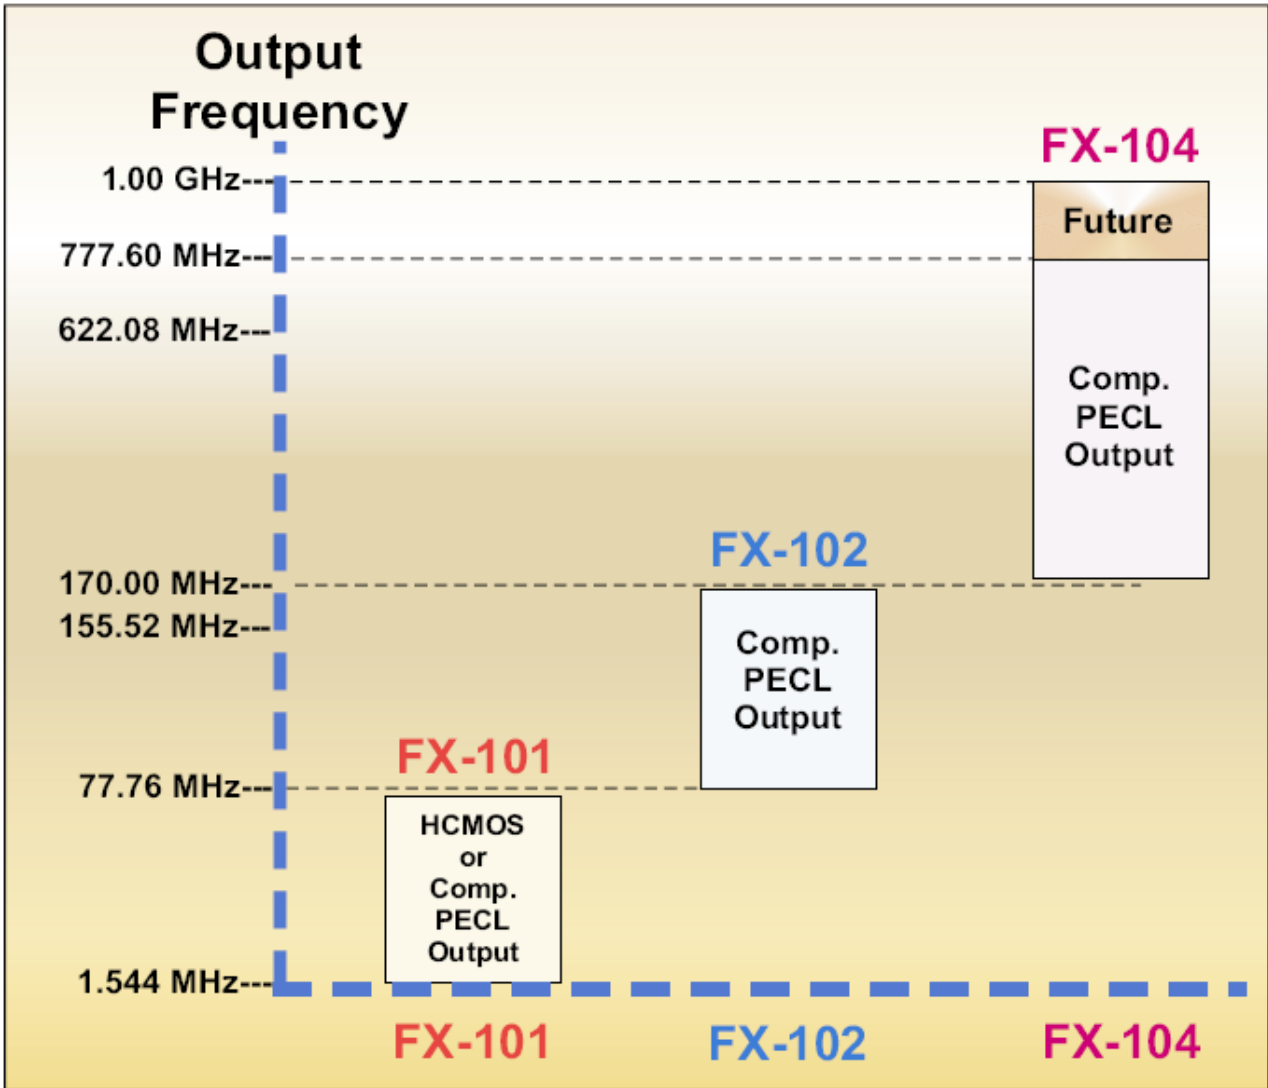 Output
Frequency
FX-104
1.00 GHz---
Future
777.60 MHz---
622.08 MHz---
Comp.
PECL
Output
FX-102
170.00 MHz---
155.52 MHz---
Comp.
PECL
Output
FX-101
77.76 MHz---
HCMOS
or
Comp.
PECL
Output
1.544 MHz---
FX-101
FX-102
FX-104